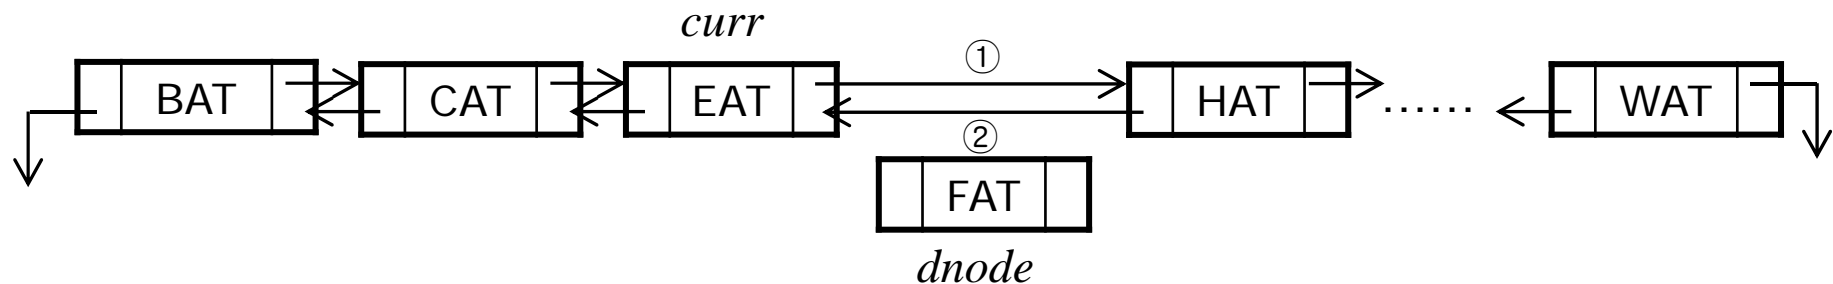 curr
①
BAT CAT EAT HAT ...... WAT
②
FAT
dnode